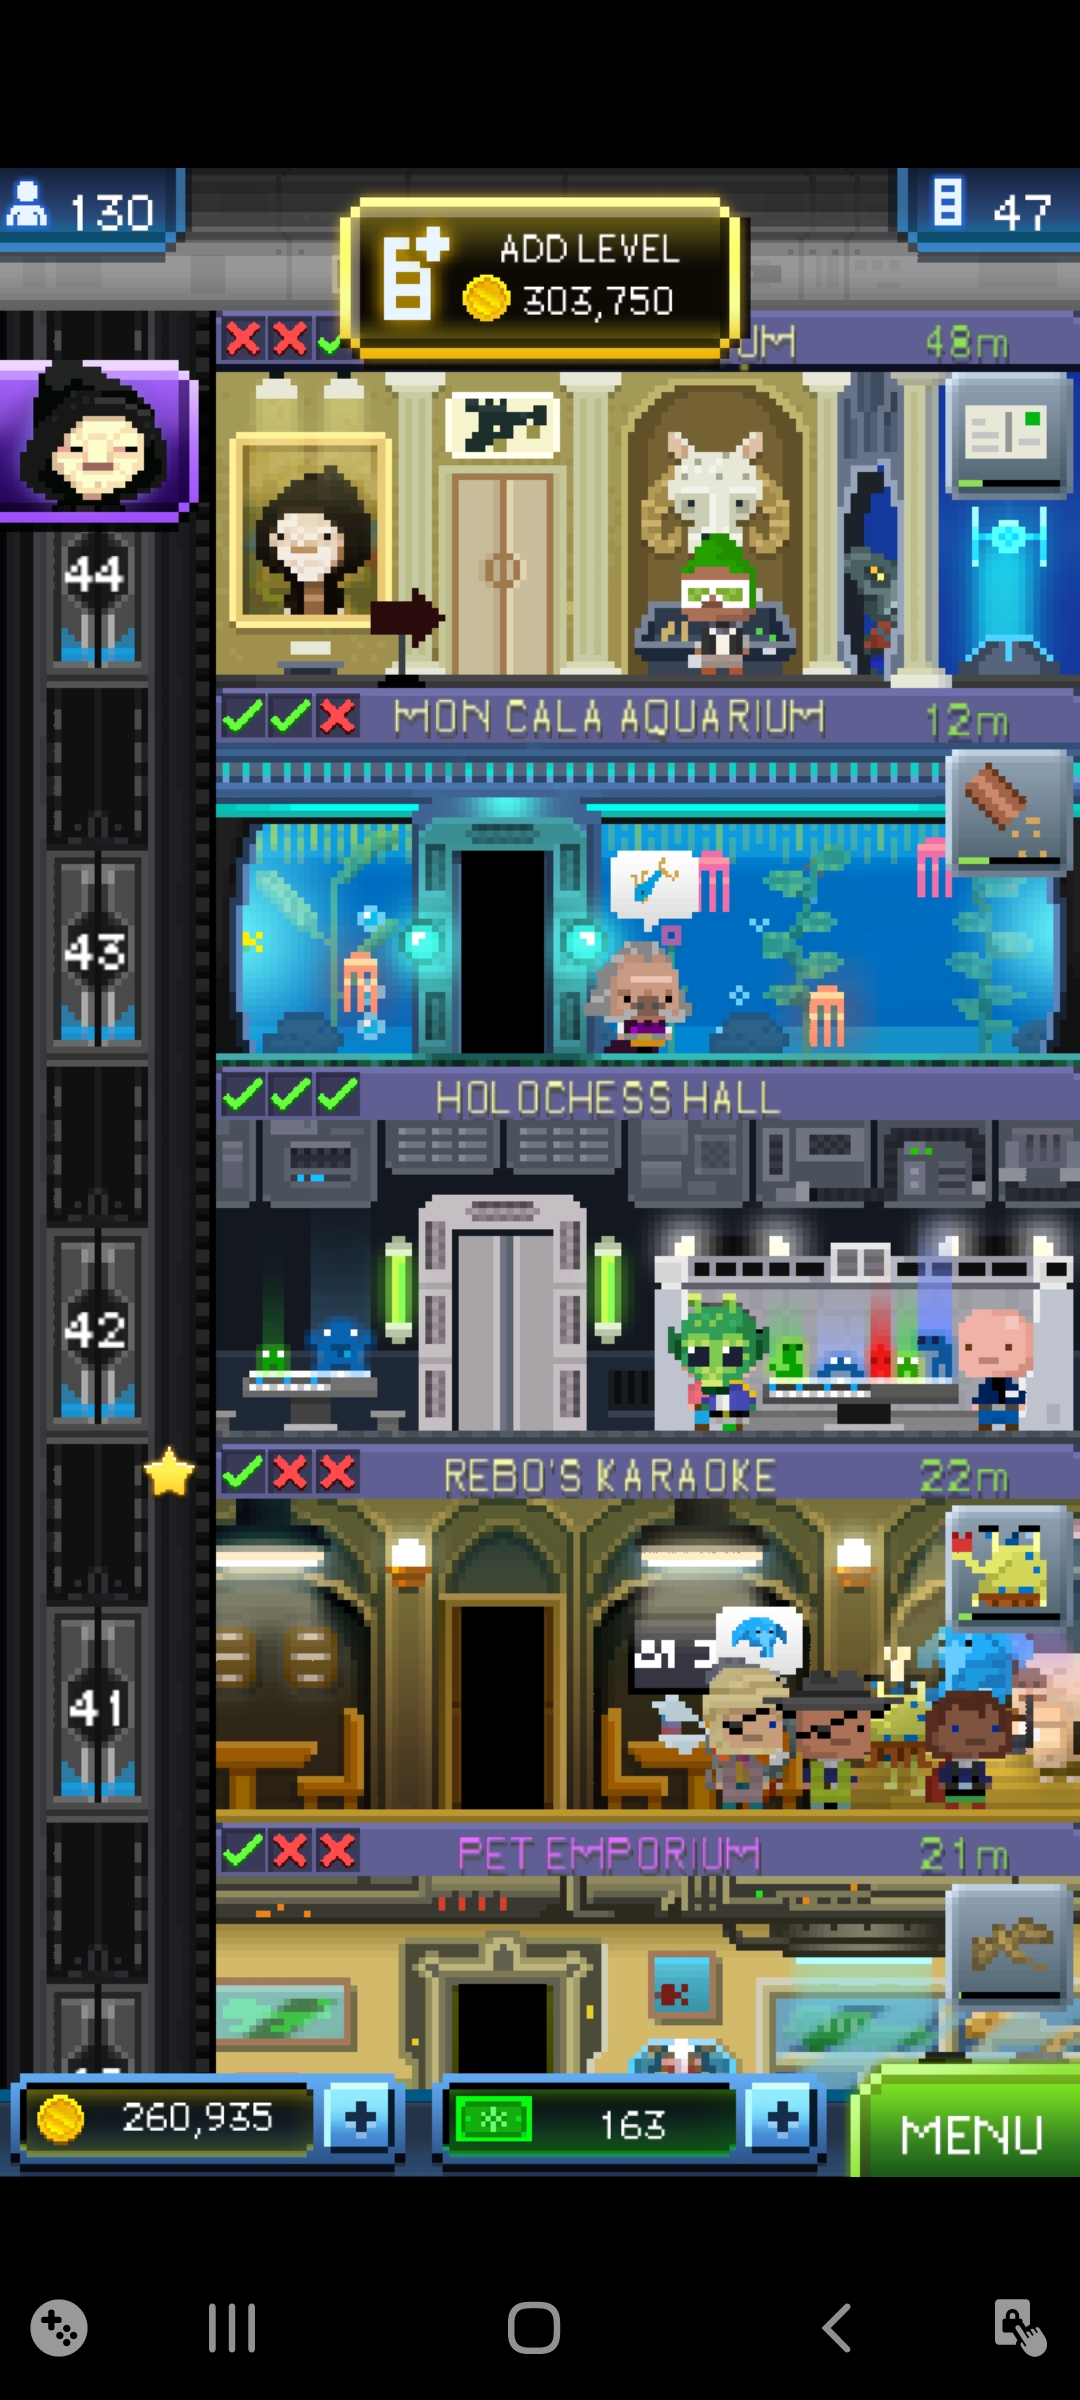 130
47
ADD LEVEL
303,750
UM 48m
44
MON CALA AQUARIUM 12m
43
HOLOCHESS HALL
42
REBO'S KARAOKE 22m
41
PET EMPORIUM 21m
260,935
163
MENU